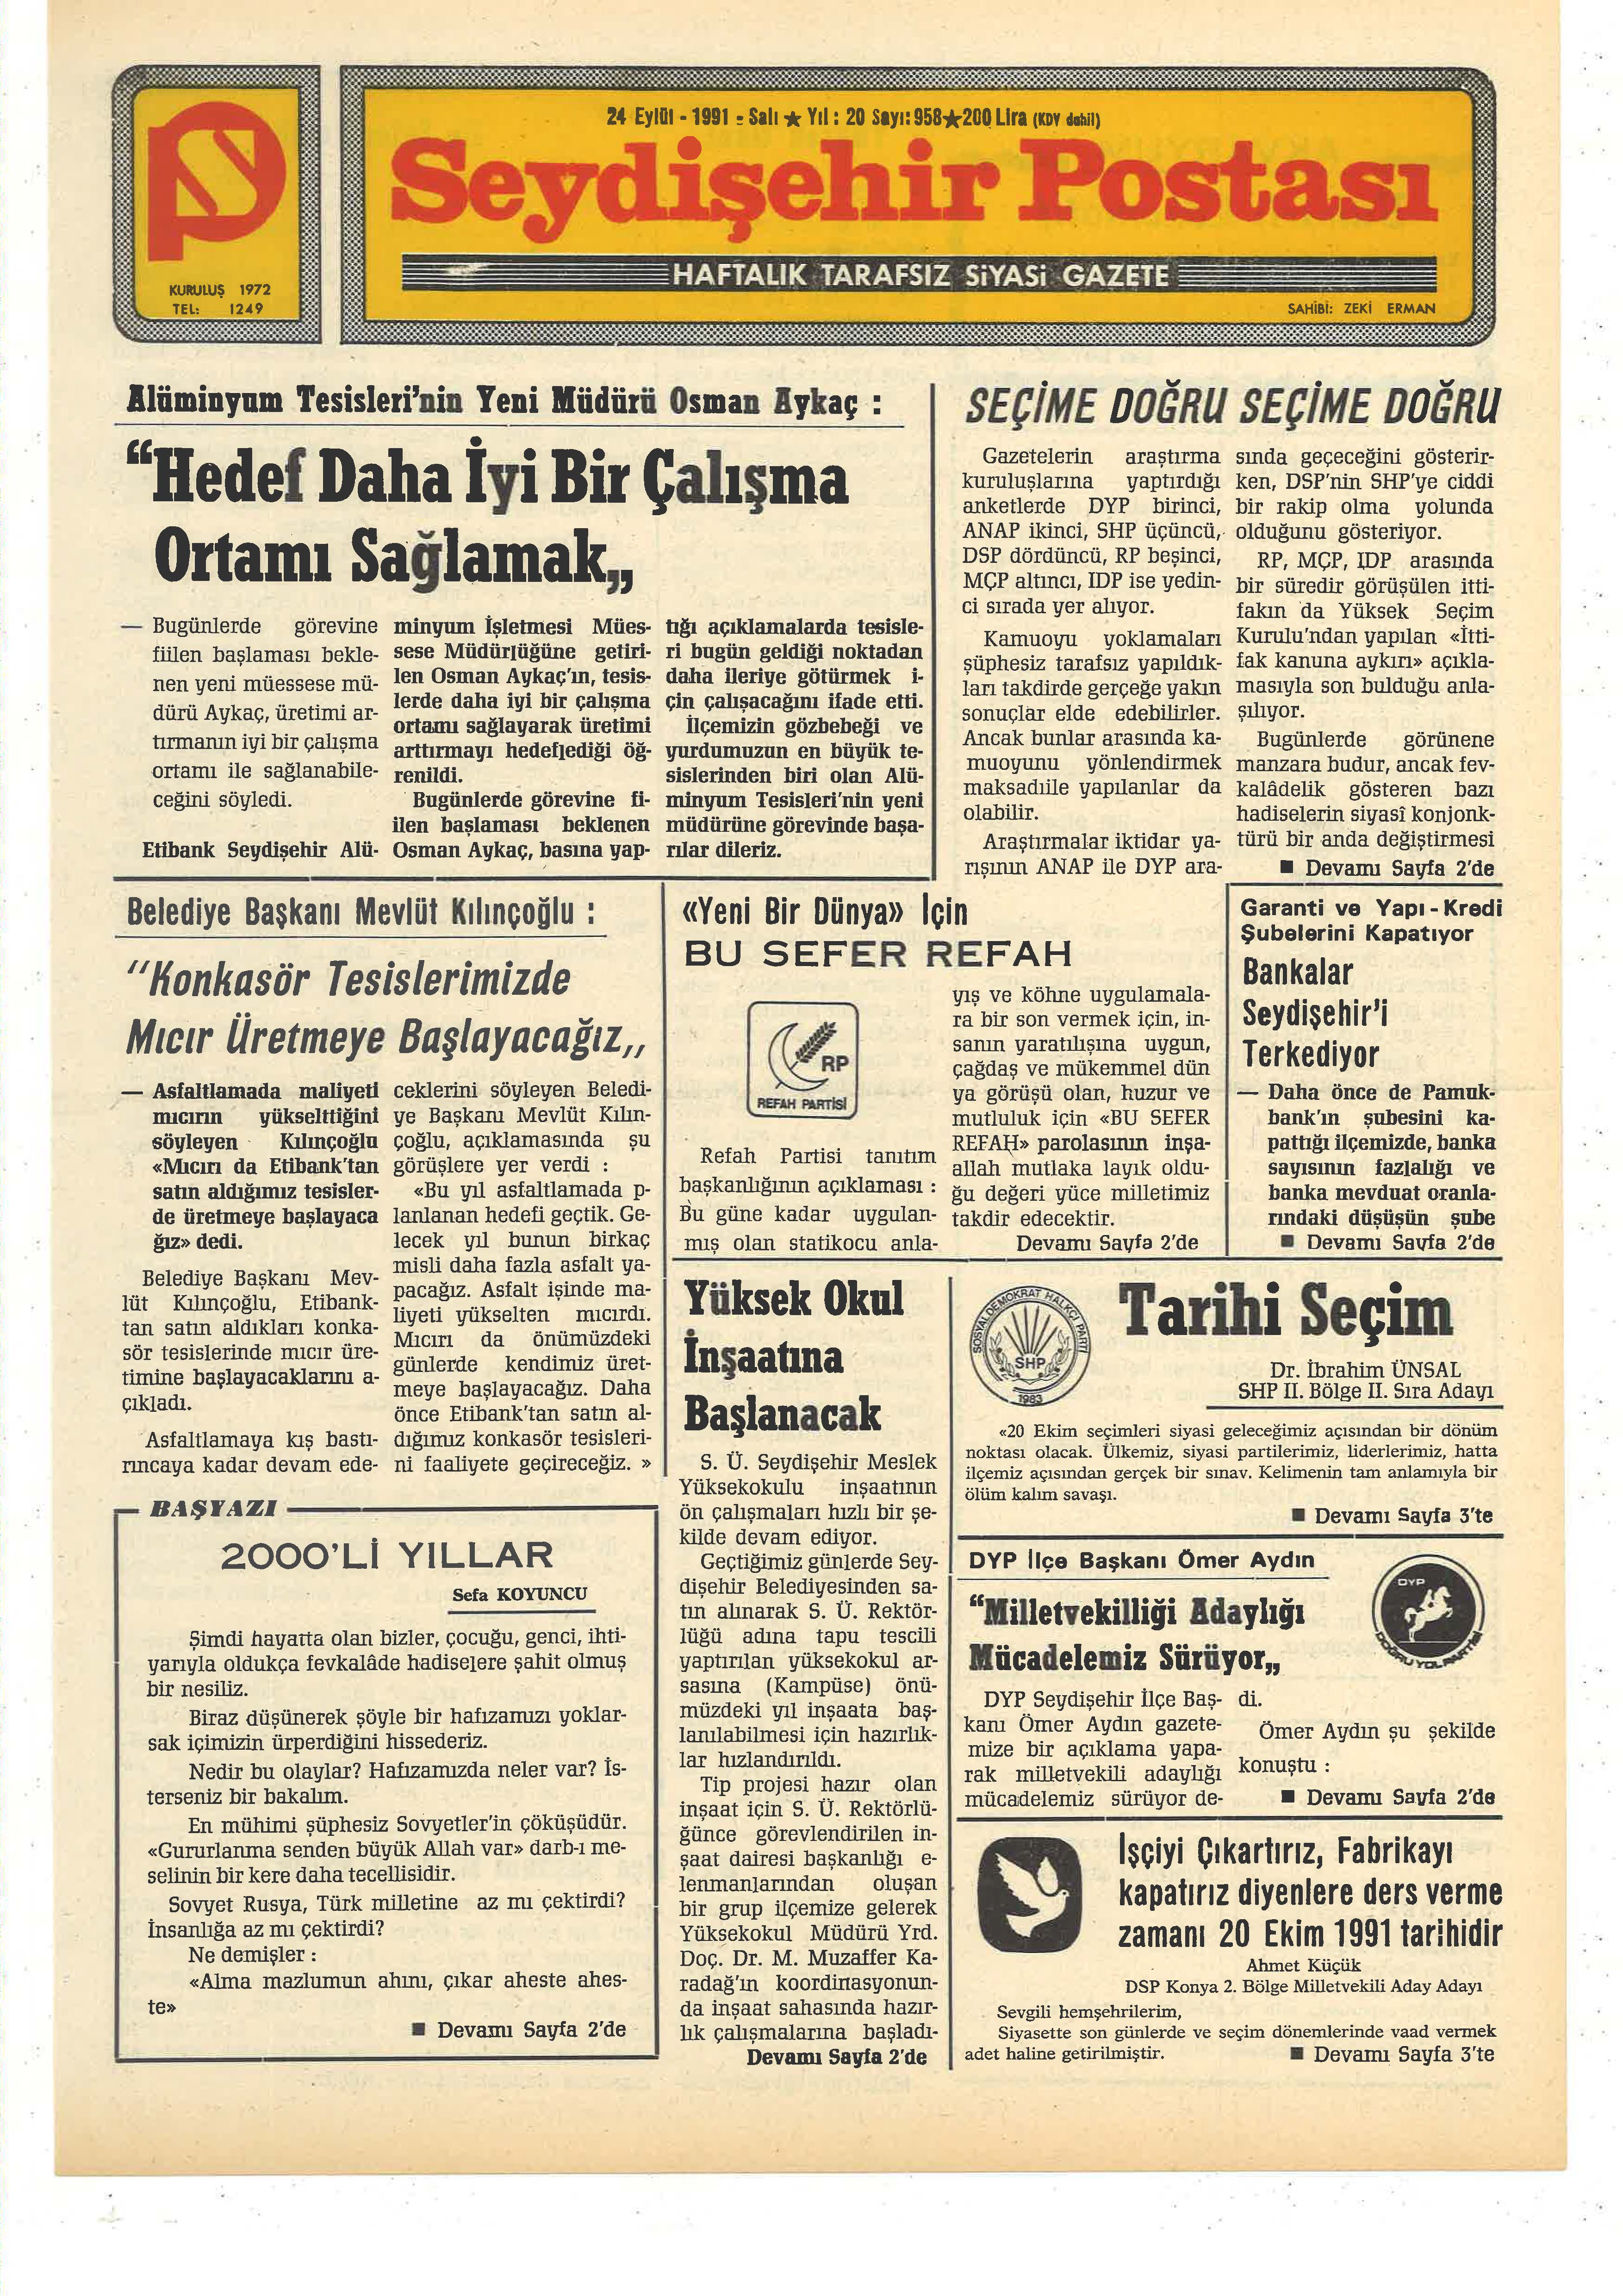 24 Eylül - 1991 - Salı ★ Yıl : 20 Sayı: 958★200 Lira (KDV dahil)
Seydişehir Postası
HAFTALIK TARAFSIZ SİYASİ GAZETE
SAHİBİ: ZEKİ ERMAN
KURULUŞ 1972
TEL: 1249
Alüminyum Tesisleri'nin Yeni Müdürü Osman Aykaç :
“Hedef Daha İyi Bir Çalışma
Ortamı Sağlamak„
— Bugünlerde görevine
fiilen başlaması bekle-
nen yeni müessese mü-
dürü Aykaç, üretimi ar-
tırmanın iyi bir çalışma
ortamı ile sağlanabile-
ceğini söyledi.
Etibank Seydişehir Alü-
minyum İşletmesi Mües-
sese Müdürlüğüne getiri-
len Osman Aykaç'ın, tesis-
lerde daha iyi bir çalışma
ortamı sağlayarak üretimi
arttırmayı hedeflediği öğ-
renildi.
Bugünlerde görevine fi-
ilen başlaması beklenen
Osman Aykaç, basına yap-
tığı açıklamalarda tesisle-
ri bugün geldiği noktadan
daha ileriye götürmek i-
çin çalışacağını ifade etti.
İlçemizin gözbebeği ve
yurdumuzun en büyük te-
sislerinden biri olan Alü-
minyum Tesisleri'nin yeni
müdürüne görevinde başa-
rılar dileriz.
SEÇİME DOĞRU SEÇİME DOĞRU
Gazetelerin araştırma
kuruluşlarına yaptırdığı
anketlerde DYP birinci,
ANAP ikinci, SHP üçüncü,
DSP dördüncü, RP beşinci,
MÇP altıncı, IDP ise yedin-
ci sırada yer alıyor.
Kamuoyu yoklamaları
şüphesiz tarafsız yapıldık-
ları takdirde gerçeğe yakın
sonuçlar elde edebilirler.
Ancak bunlar arasında ka-
muoyunu yönlendirmek
maksadıile yapılanlar da
olabilir.
Araştırmalar iktidar ya-
rışının ANAP ile DYP ara-
sında geçeceğini gösterir-
ken, DSP'nin SHP'ye ciddi
bir rakip olma yolunda
olduğunu gösteriyor.
RP, MÇP, IDP arasında
bir süredir görüşülen itti-
fakın da Yüksek Seçim
Kurulu'ndan yapılan «İtti-
fak kanuna aykırı» açıkla-
masıyla son bulduğu anla-
şılıyor.
Bugünlerde görünene
manzara budur, ancak fev-
kalâdelik gösteren bazı
hadiselerin siyasî konjonk-
türü bir anda değiştirmesi
■ Devamı Sayfa 2'de
Belediye Başkanı Mevlüt Kılınçoğlu :
“Konkasör Tesislerimizde
Mıcır Üretmeye Başlayacağız„
— Asfaltlamada maliyeti
mıcırın yükselttiğini
söyleyen Kılınçoğlu
«Mıcırı da Etibank'tan
satın aldığımız tesisler-
de üretmeye başlayaca
ğız» dedi.
Belediye Başkanı Mev-
lüt Kılınçoğlu, Etibank-
tan satın aldıkları konka-
sör tesislerinde mıcır üre-
timine başlayacaklarını a-
çıkladı.
Asfaltlamaya kış bastı-
rıncaya kadar devam ede-
ceklerini söyleyen Beledi-
ye Başkanı Mevlüt Kılın-
çoğlu, açıklamasında şu
görüşlere yer verdi :
«Bu yıl asfaltlamada p-
lanlanan hedefi geçtik. Ge-
lecek yıl bunun birkaç
misli daha fazla asfalt ya-
pacağız. Asfalt işinde ma-
liyeti yükselten mıcırdı.
Mıcırı da önümüzdeki
günlerde kendimiz üret-
meye başlayacağız. Daha
önce Etibank'tan satın al-
dığımız konkasör tesisleri-
ni faaliyete geçireceğiz. »
«Yeni Bir Dünya» İçin
BU SEFER REFAH
RP
REFAH PARTİSİ
Refah Partisi tanıtım
başkanlığının açıklaması :
Bu güne kadar uygulan-
mış olan statikocu anla-
yış ve köhne uygulamala-
ra bir son vermek için, in-
sanın yaratılışına uygun,
çağdaş ve mükemmel dün
ya görüşü olan, huzur ve
mutluluk için «BU SEFER
REFAH» parolasının inşa-
allah mutlaka layık oldu-
ğu değeri yüce milletimiz
takdir edecektir.
Devamı Sayfa 2'de
Garanti ve Yapı - Kredi
Şubelerini Kapatıyor
Bankalar
Seydişehir'i
Terkediyor
— Daha önce de Pamuk-
bank'ın şubesini ka-
pattığı ilçemizde, banka
sayısının fazlalığı ve
banka mevduat oranla-
rındaki düşüşün şube
■ Devamı Sayfa 2'de
BAŞYAZI
2000'Lİ YILLAR
Sefa KOYUNCU
Şimdi hayatta olan bizler, çocuğu, genci, ihti-
yarıyla oldukça fevkalâde hadiselere şahit olmuş
bir nesiliz.
Biraz düşünerek şöyle bir hafızamızı yoklar-
sak içimizin ürperdiğini hissederiz.
Nedir bu olaylar? Hafızamızda neler var? İs-
terseniz bir bakalım.
En mühimi şüphesiz Sovyetler'in çöküşüdür.
«Gururlanma senden büyük Allah var» darb-ı me-
selinin bir kere daha tecellisidir.
Sovyet Rusya, Türk milletine az mı çektirdi?
İnsanlığa az mı çektirdi?
Ne demişler :
«Alma mazlumun ahını, çıkar aheste ahes-
te»
■ Devamı Sayfa 2'de
Yüksek Okul
İnşaatına
Başlanacak
S. Ü. Seydişehir Meslek
Yüksekokulu inşaatının
ön çalışmaları hızlı bir şe-
kilde devam ediyor.
Geçtiğimiz günlerde Sey-
dişehir Belediyesinden sa-
tın alınarak S. Ü. Rektör-
lüğü adına tapu tescili
yaptırılan yüksekokul ar-
sasına (Kampüse) önü-
müzdeki yıl inşaata baş-
lanılabilmesi için hazırlık-
lar hızlandırıldı.
Tip projesi hazır olan
inşaat için S. Ü. Rektörlü-
ğünce görevlendirilen in-
şaat dairesi başkanlığı e-
lenmanlarından oluşan
bir grup ilçemize gelerek
Yüksekokul Müdürü Yrd.
Doç. Dr. M. Muzaffer Ka-
radağ'ın koordinasyonun-
da inşaat sahasında hazır-
lık çalışmalarına başladı-
Devamı Sayfa 2'de
SOSYALDEMOKRAT HALKÇI PARTİ
SHP
1983
Tarihi Seçim
Dr. İbrahim ÜNSAL
SHP II. Bölge II. Sıra Adayı
«20 Ekim seçimleri siyasi geleceğimiz açısından bir dönüm
noktası olacak. Ülkemiz, siyasi partilerimiz, liderlerimiz, hatta
ilçemiz açısından gerçek bir sınav. Kelimenin tam anlamıyla bir
ölüm kalım savaşı.
■ Devamı Sayfa 3'te
DYP İlçe Başkanı Ömer Aydın
“Milletvekilliği Adaylığı
Mücadelemiz Sürüyor„
DYP
DOĞRU YOL PARTİSİ
DYP Seydişehir İlçe Baş-
kanı Ömer Aydın gazete-
mize bir açıklama yapa-
rak milletvekili adaylığı
mücadelemiz sürüyor de-
di.
Ömer Aydın şu şekilde
konuştu :
■ Devamı Sayfa 2'de
İşçiyi Çıkartırız, Fabrikayı
kapatırız diyenlere ders verme
zamanı 20 Ekim 1991 tarihidir
Ahmet Küçük
DSP Konya 2. Bölge Milletvekili Aday Adayı
Sevgili hemşehrilerim,
Siyasette son günlerde ve seçim dönemlerinde vaad vermek
adet haline getirilmiştir.
■ Devamı Sayfa 3'te